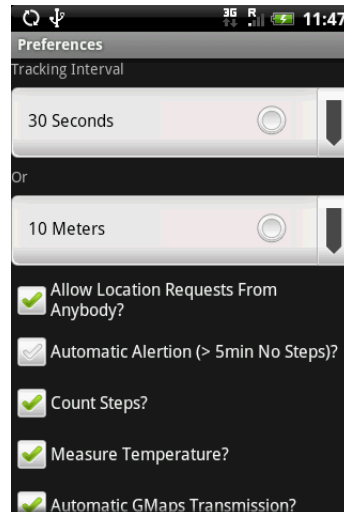 3G R 11:47
Preferences
Tracking Interval
30 Seconds
Or
10 Meters
Allow Location Requests From
Anybody?
Automatic Alertion (> 5min No Steps)?
Count Steps?
Measure Temperature?
Automatic GMaps Transmission?